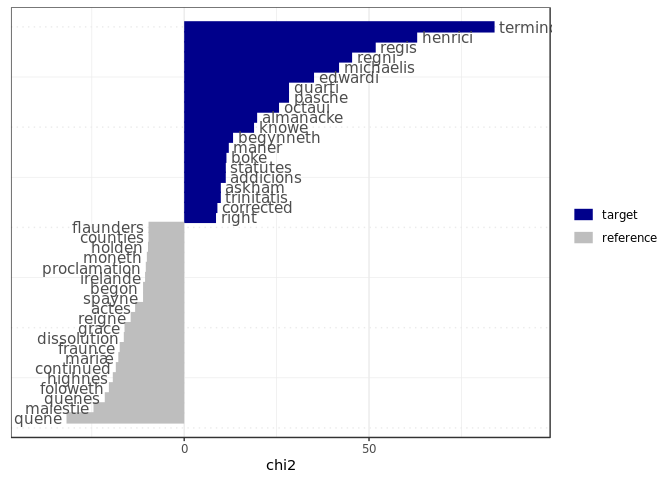 termino
henrici
regis
regni
michaelis
edwardi
quarti
pasche
octaui
almanacke
knowe
begynneth
maner
boke
statutes
addicions
askham
trinitatis
corrected
right
flaunders
counties
holden
moneth
proclamation
irelande
begon
spayne
actes
reigne
grace
dissolution
fraunce
mariæ
continued
highnes
foloweth
quenes
maiestie
quene
0
50
chi2
target
reference